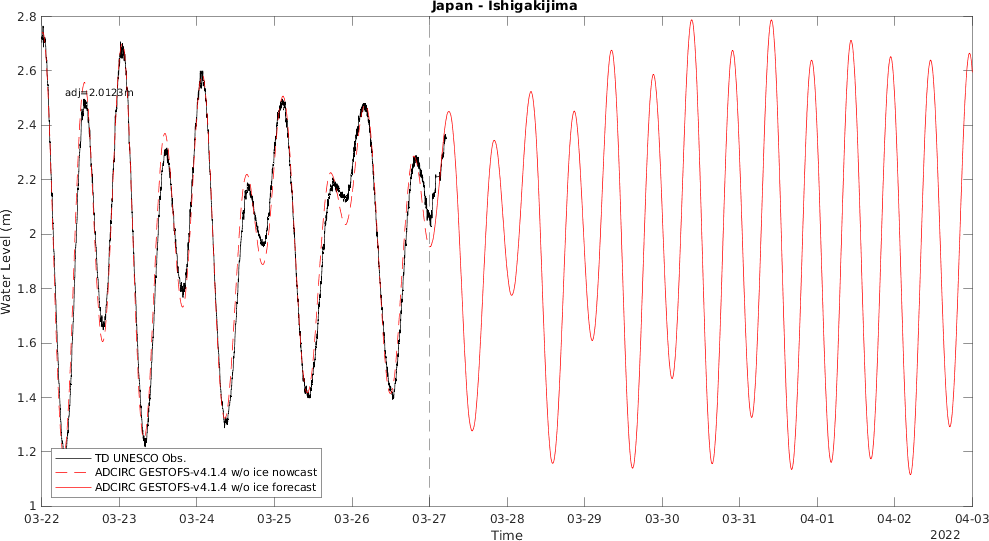 Japan - Ishigakijima
2.8
2.6
2.4
2.2
2
1.8
1.6
1.4
1.2
1
Water Level (m)
adj=2.0123m
TD UNESCO Obs.
ADCIRC GESTOFS-v4.1.4 w/o ice nowcast
ADCIRC GESTOFS-v4.1.4 w/o ice forecast
03-22 03-23 03-24 03-25 03-26 03-27 03-28 03-29 03-30 03-31 04-01 04-02 04-03
Time
2022